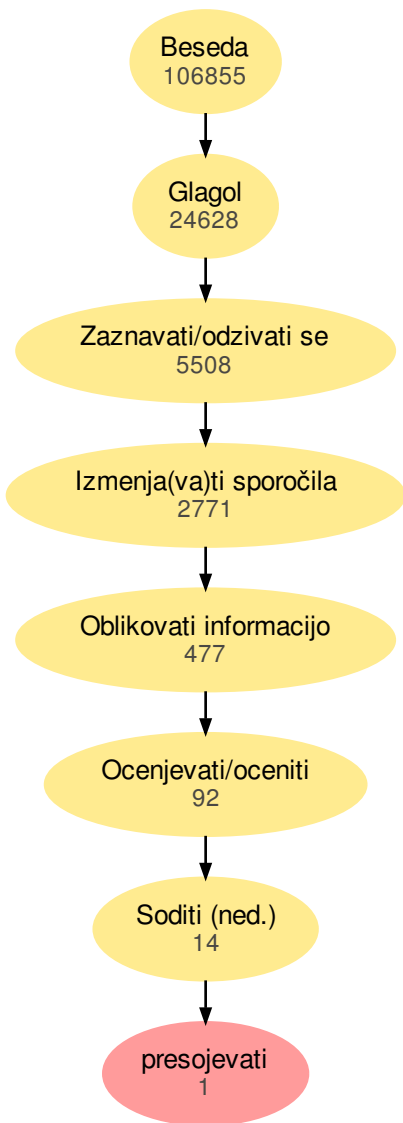 Beseda
106855
Glagol
24628
Zaznavati/odzivati se
5508
Izmenja(va)ti sporočila
2771
Oblikovati informacijo
477
Ocenjevati/oceniti
92
Soditi (ned.)
14
presojevati
1